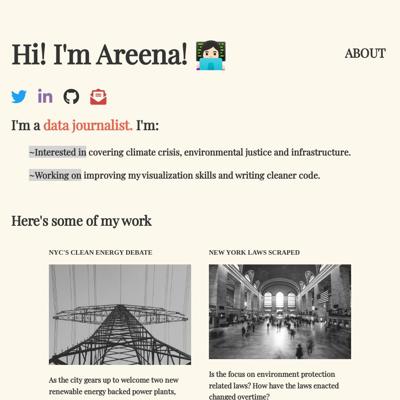 Hi! I'm Areena!
ABOUT
I'm a data journalist. I'm:
~Interested in covering climate crisis, environmental justice and infrastructure.
~Working on improving my visualization skills and writing cleaner code.
Here's some of my work
NYC'S CLEAN ENERGY DEBATE
As the city gears up to welcome two new
renewable energy backed power plants,
NEW YORK LAWS SCRAPED
Is the focus on environment protection
related laws? How have the laws enacted
changed overtime?